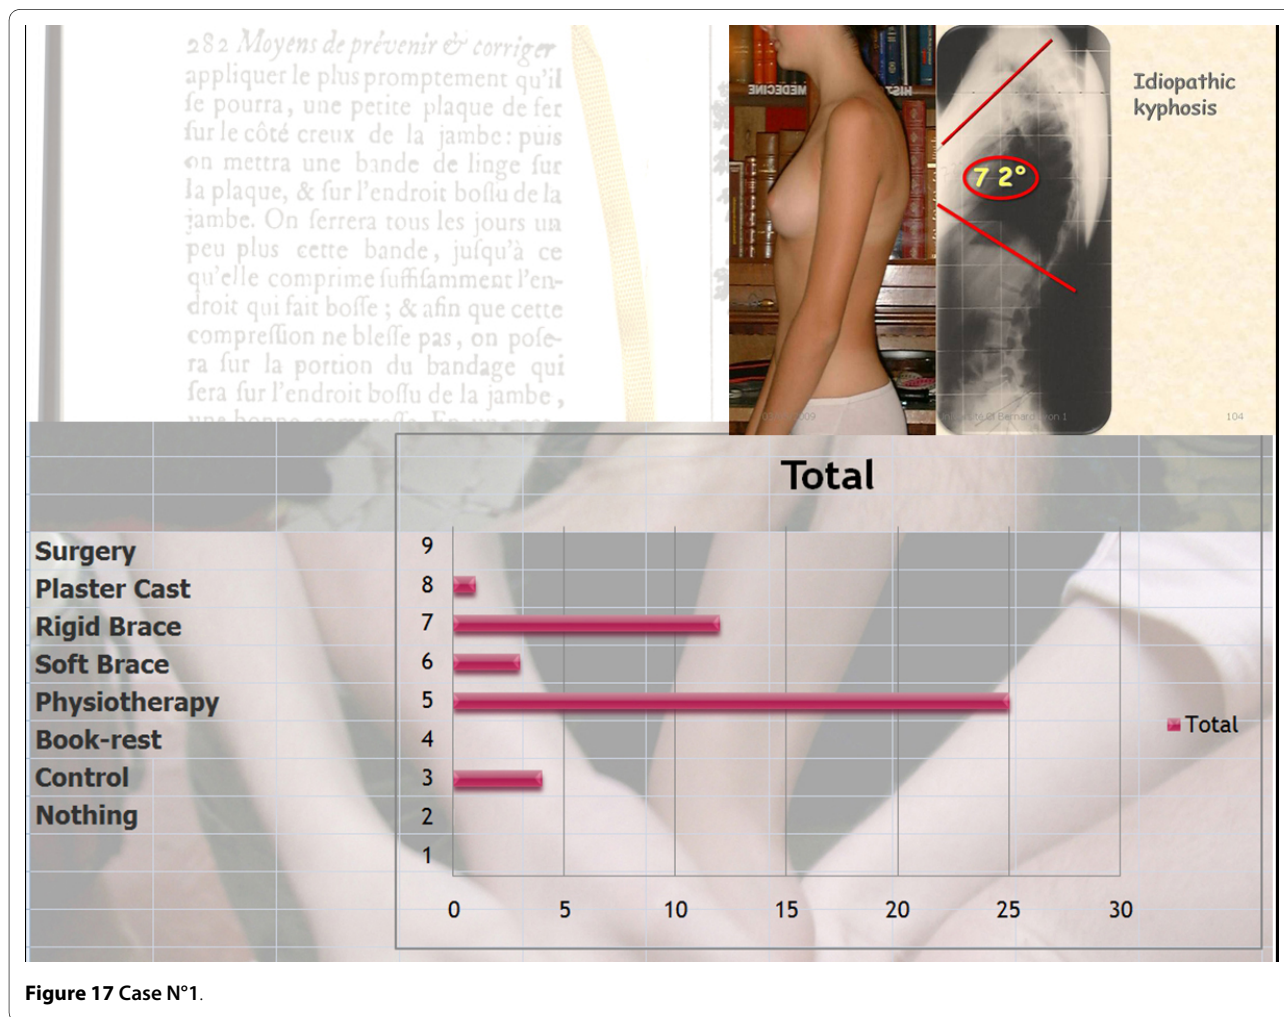 282 Moyens de prévenir & corriger
appliquer le plus promptement qu'il
ſe pourra, une petite plaque de fer
ſur le côté creux de la jambe: puis
on mettra une bande de linge ſur
la plaque, & ſur l'endroit boſſu de la
jambe. On ſerrera tous les jours un
peu plus cette bande, juſqu'à ce
qu'elle comprime ſuffiſamment l'en-
droit qui fait boſſe ; & afin que cette
compreſſion ne bleſſe pas, on poſe-
ra ſur la portion du bandage qui
ſera ſur l'endroit boſſu de la jambe,
MEDECINE
HIST
Idiopathic
kyphosis
7 2°
Bernard Lyon 1
104
Total
Surgery
Plaster Cast
Rigid Brace
Soft Brace
Physiotherapy
Book-rest
Control
Nothing
9
8
7
6
5
4
3
2
1
0 5 10 15 20 25 30
Total
Figure 17 Case N°1.